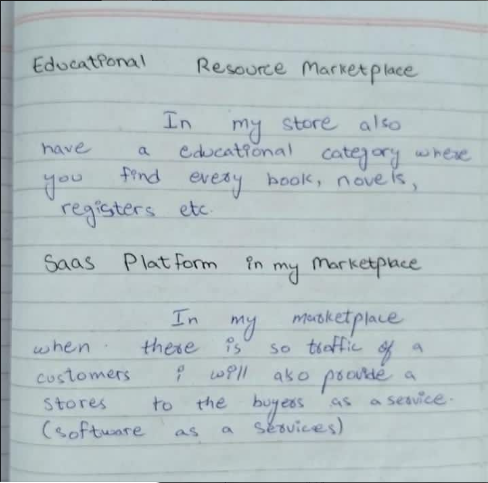 Educational Resource Marketplace
In my store also
have a educational category where
you find every book, novels,
registers etc.
Saas Platform in my Marketplace
In my marketplace
when there is so traffic of a
customers i will also provide a
stores to the buyers as a service.
(software as a services)